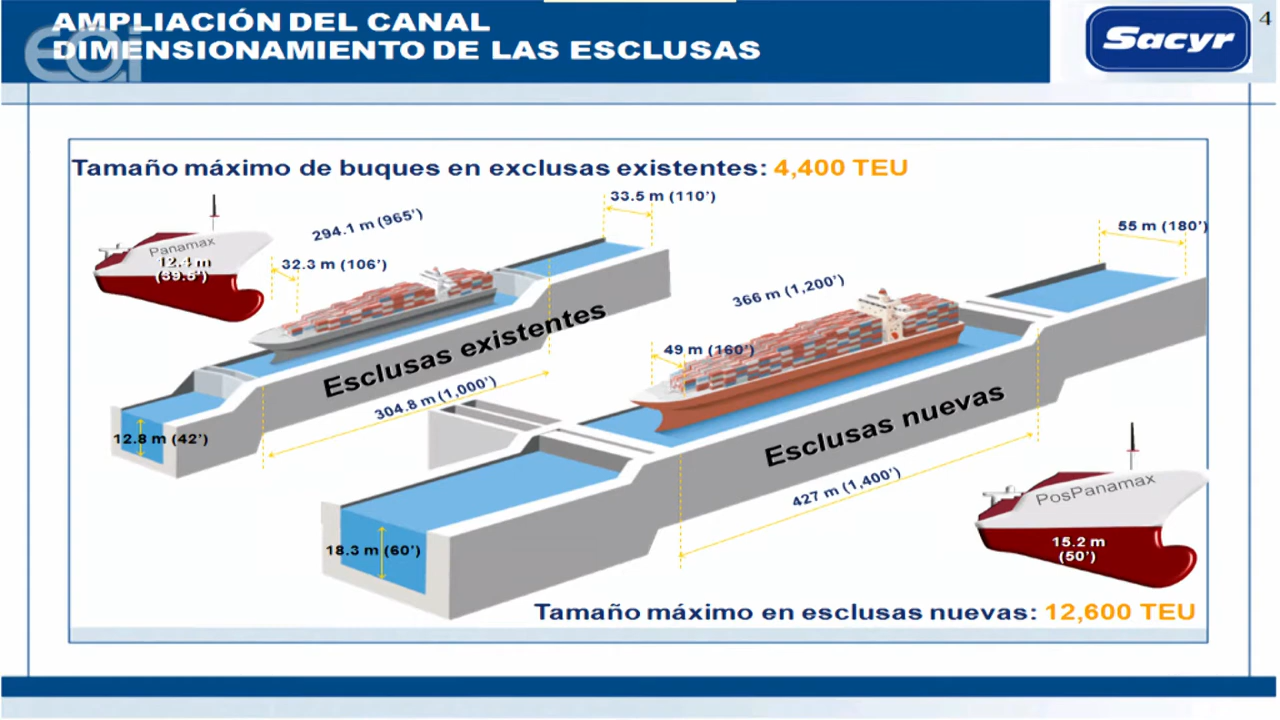 AMPLIACIÓN DEL CANAL
DIMENSIONAMIENTO DE LAS ESCLUSAS
eoi
Sacyr
4
Tamaño máximo de buques en exclusas existentes: 4,400 TEU
33.5 m (110')
294.1 m (965')
32.3 m (106')
Panamax
12.4 m
(39.5')
55 m (180')
366 m (1,200')
49 m (160')
Esclusas existentes
304.8 m (1,000')
12.8 m (42')
Esclusas nuevas
427 m (1,400')
18.3 m (60')
PosPanamax
15.2 m
(50')
Tamaño máximo en esclusas nuevas: 12,600 TEU